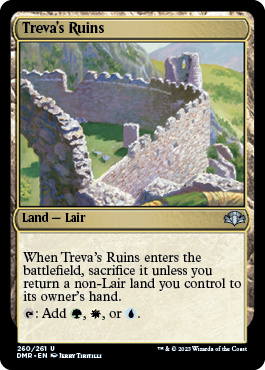 Treva's Ruins
Land — Lair
When Treva's Ruins enters the
battlefield, sacrifice it unless you
return a non-Lair land you control to
its owner's hand.
: Add , , or .
260/261 U
DMR • EN Jerry Tiritilli
™ & © 2023 Wizards of the Coast